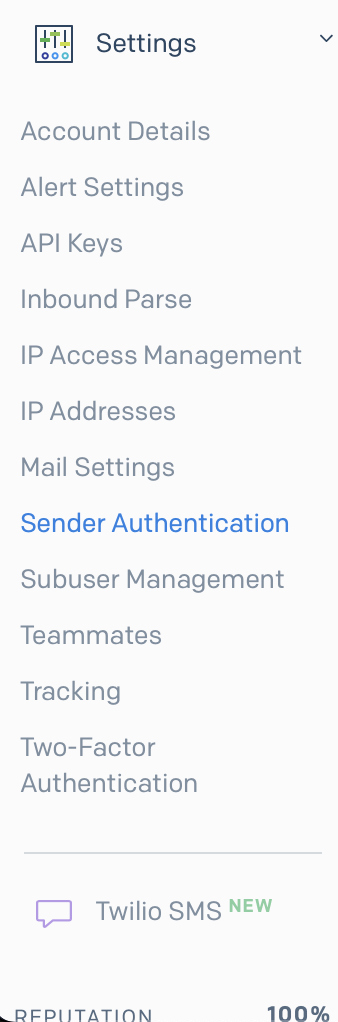 Settings
Account Details
Alert Settings
API Keys
Inbound Parse
IP Access Management
IP Addresses
Mail Settings
Sender Authentication
Subuser Management
Teammates
Tracking
Two-Factor
Authentication
Twilio SMS NEW
REPUTATION 100%